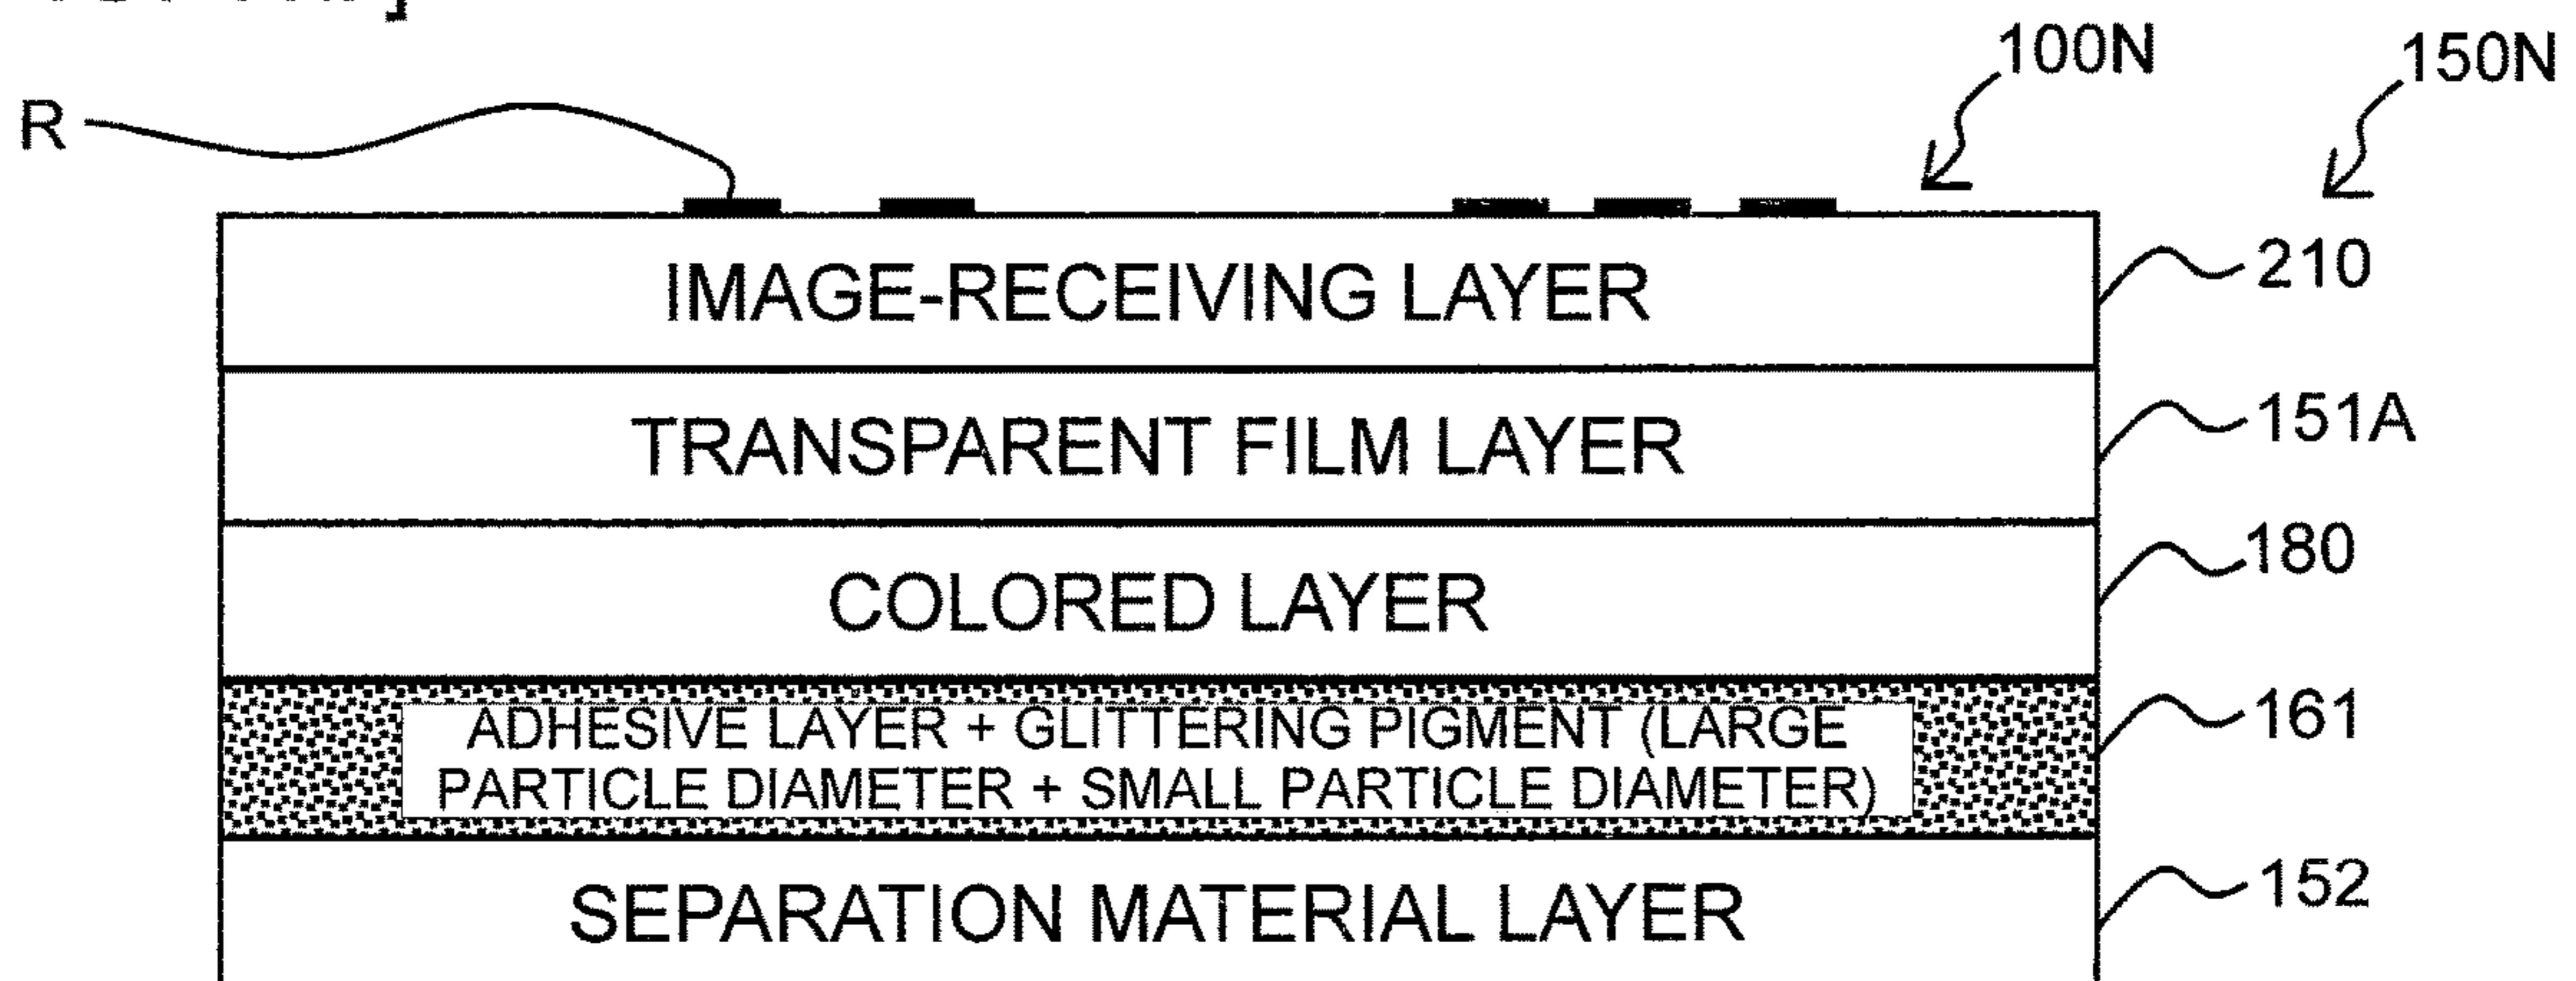 100N
150N
R
IMAGE-RECEIVING LAYER
210
TRANSPARENT FILM LAYER
151A
COLORED LAYER
180
ADHESIVE LAYER + GLITTERING PIGMENT (LARGE
PARTICLE DIAMETER + SMALL PARTICLE DIAMETER)
161
SEPARATION MATERIAL LAYER
152